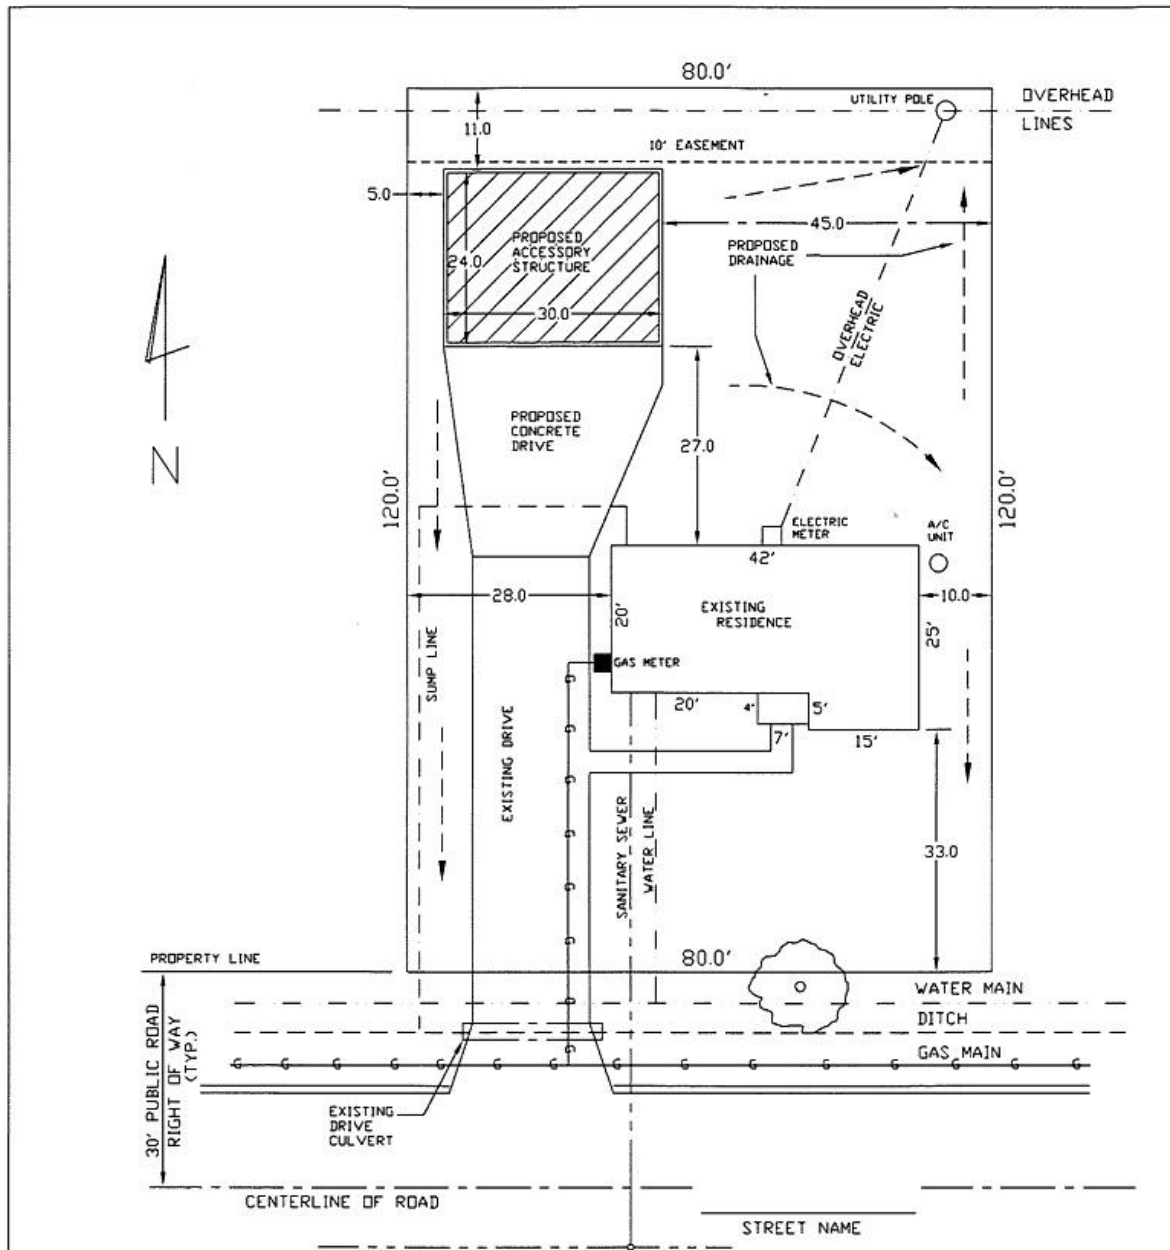 80.0'
UTILITY POLE
OVERHEAD
LINES
11.0
10' EASEMENT
5.0
45.0
PROPOSED
ACCESSORY
STRUCTURE
24.0
30.0
PROPOSED
DRAINAGE
OVERHEAD
ELECTRIC
PROPOSED
CONCRETE
DRIVE
27.0
N
120.0'
120.0'
ELECTRIC
METER
A/C
UNIT
42'
28.0
10.0
20'
EXISTING
RESIDENCE
25'
SUMP LINE
GAS METER
G
20'
4'
5'
7'
15'
EXISTING DRIVE
G
G
G
G
SANITARY SEWER
WATER LINE
33.0
PROPERTY LINE
80.0'
WATER MAIN
DITCH
GAS MAIN
G
G
G
G G G G G G G G G G G G G
30' PUBLIC ROAD
RIGHT OF WAY
(TYP.)
EXISTING
DRIVE
CULVERT
CENTERLINE OF ROAD
STREET NAME